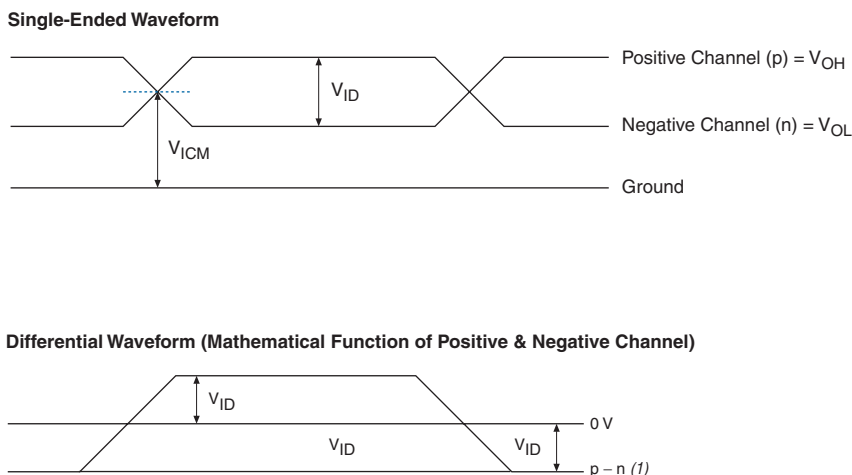 Single-Ended Waveform
Positive Channel (p) = VOH
VID
Negative Channel (n) = VOL
VICM
Ground
Differential Waveform (Mathematical Function of Positive & Negative Channel)
VID
0 V
VID
VID
p − n (1)